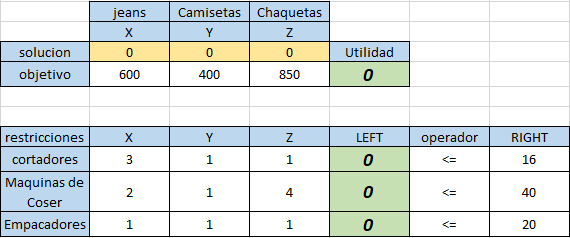 jeans Camisetas Chaquetas
X Y Z
solucion 0 0 0 Utilidad
objetivo 600 400 850 0
restricciones X Y Z LEFT operador RIGHT
cortadores 3 1 1 0 <= 16
Maquinas de
Coser 2 1 4 0 <= 40
Empacadores 1 1 1 0 <= 20